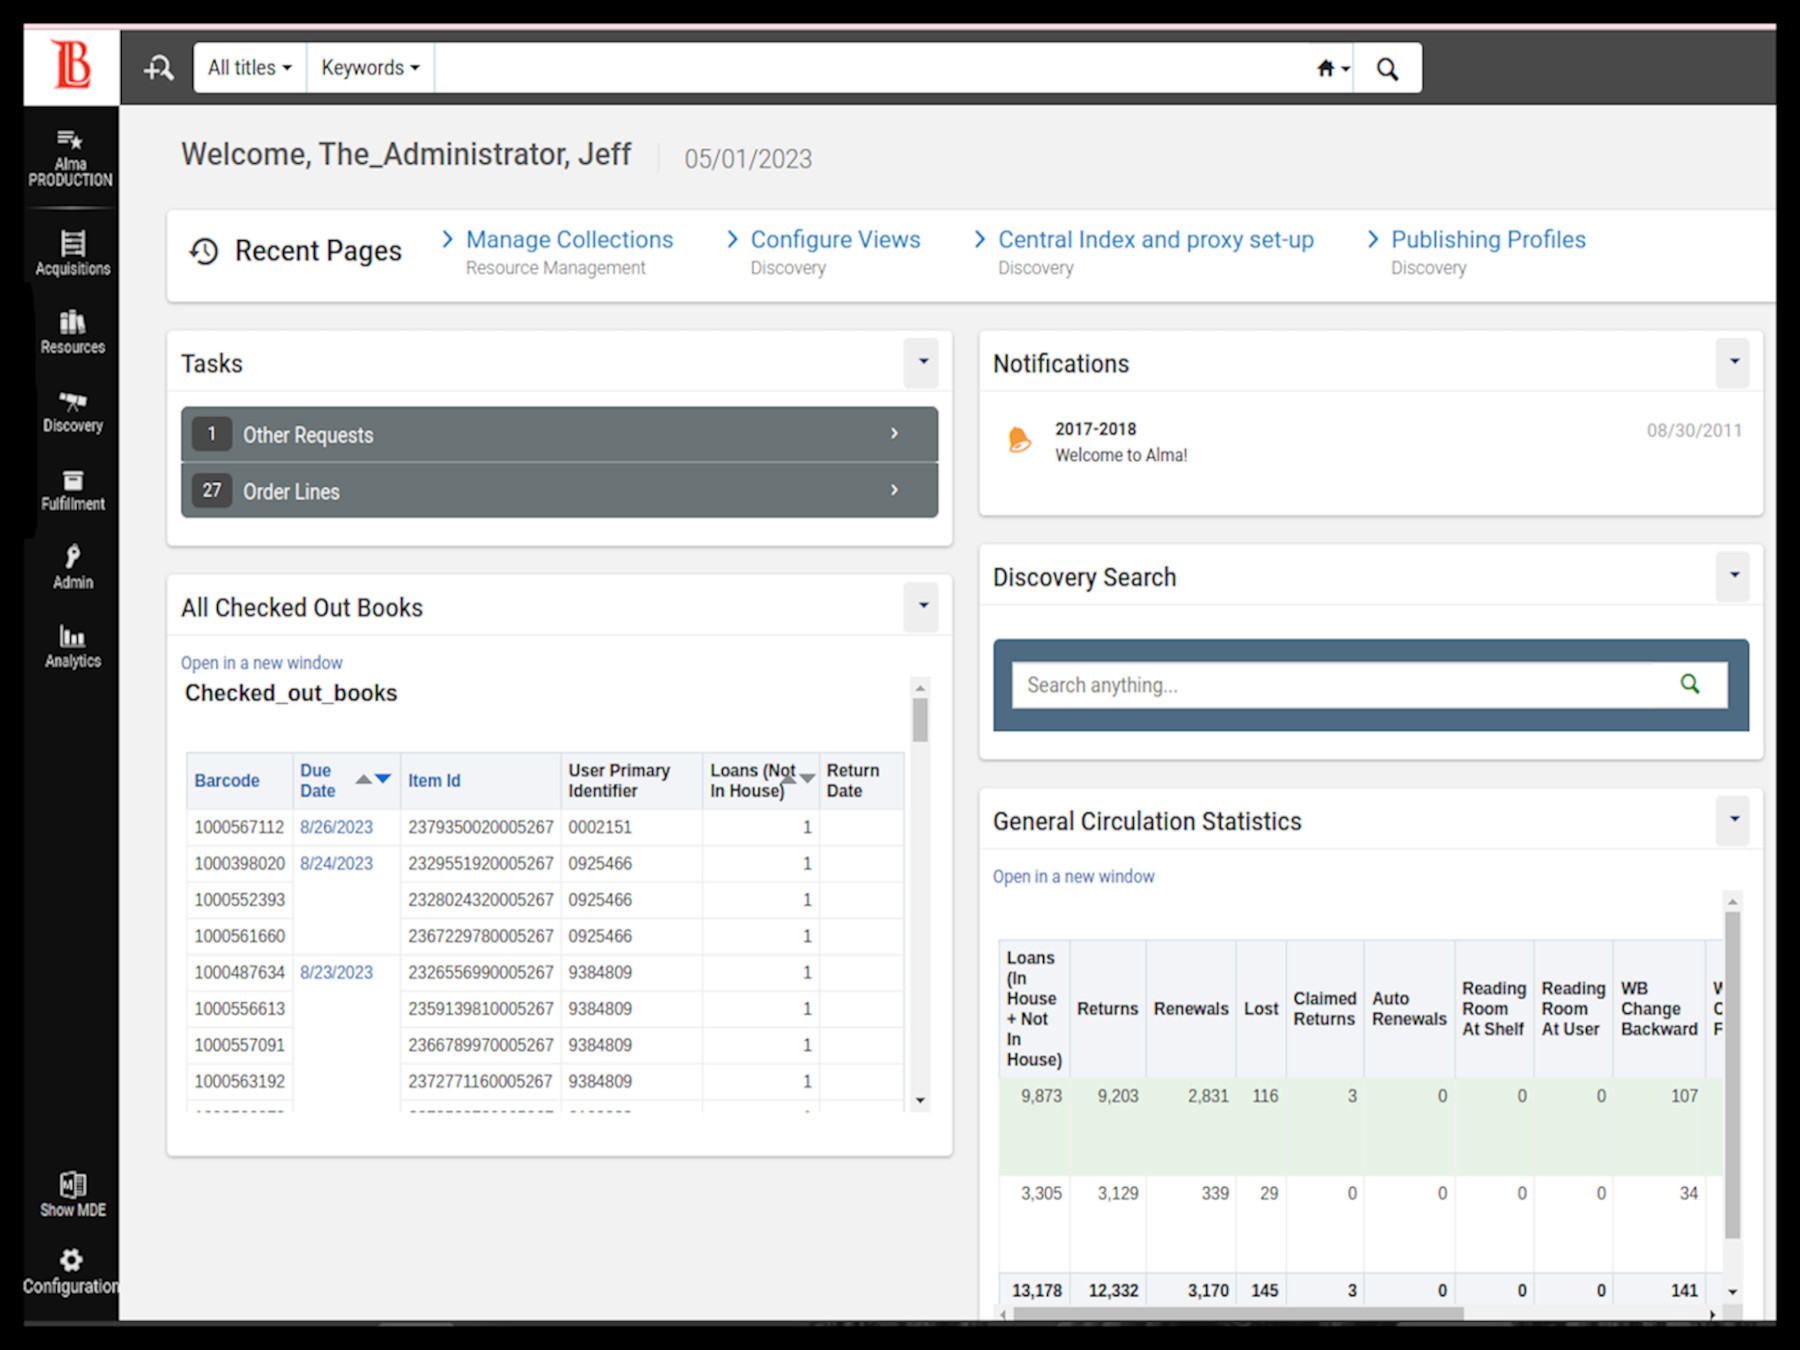 LB
All titles
Keywords
Alma
PRODUCTION
Acquisitions
Resources
Discovery
Fulfillment
Admin
Analytics
Show MDE
Configuration
Welcome, The_Administrator, Jeff
05/01/2023
Recent Pages
Manage Collections
Resource Management
Configure Views
Discovery
Central Index and proxy set-up
Discovery
Publishing Profiles
Discovery
Tasks
1 Other Requests
27 Order Lines
All Checked Out Books
Open in a new window
Checked_out_books
Barcode
Due
Date
Item Id
User Primary
Identifier
Loans (Not
In House)
Return
Date
1000567112 8/26/2023 2379350020005267 0002151 1
1000398020 8/24/2023 2329551920005267 0925466 1
1000552393 2328024320005267 0925466 1
1000561660 2367229780005267 0925466 1
1000487634 8/23/2023 2326556990005267 9384809 1
1000556613 2359139810005267 9384809 1
1000557091 2366789970005267 9384809 1
1000563192 2372771160005267 9384809 1
Notifications
2017-2018
08/30/2011
Welcome to Alma!
Discovery Search
Search anything...
General Circulation Statistics
Open in a new window
Loans
(In
House
+ Not
In
House)
Returns
Renewals
Lost
Claimed
Returns
Auto
Renewals
Reading
Room
At Shelf
Reading
Room
At User
WB
Change
Backward
9,873 9,203 2,831 116 3 0 0 0 107
3,305 3,129 339 29 0 0 0 0 34
13,178 12,332 3,170 145 3 0 0 0 141